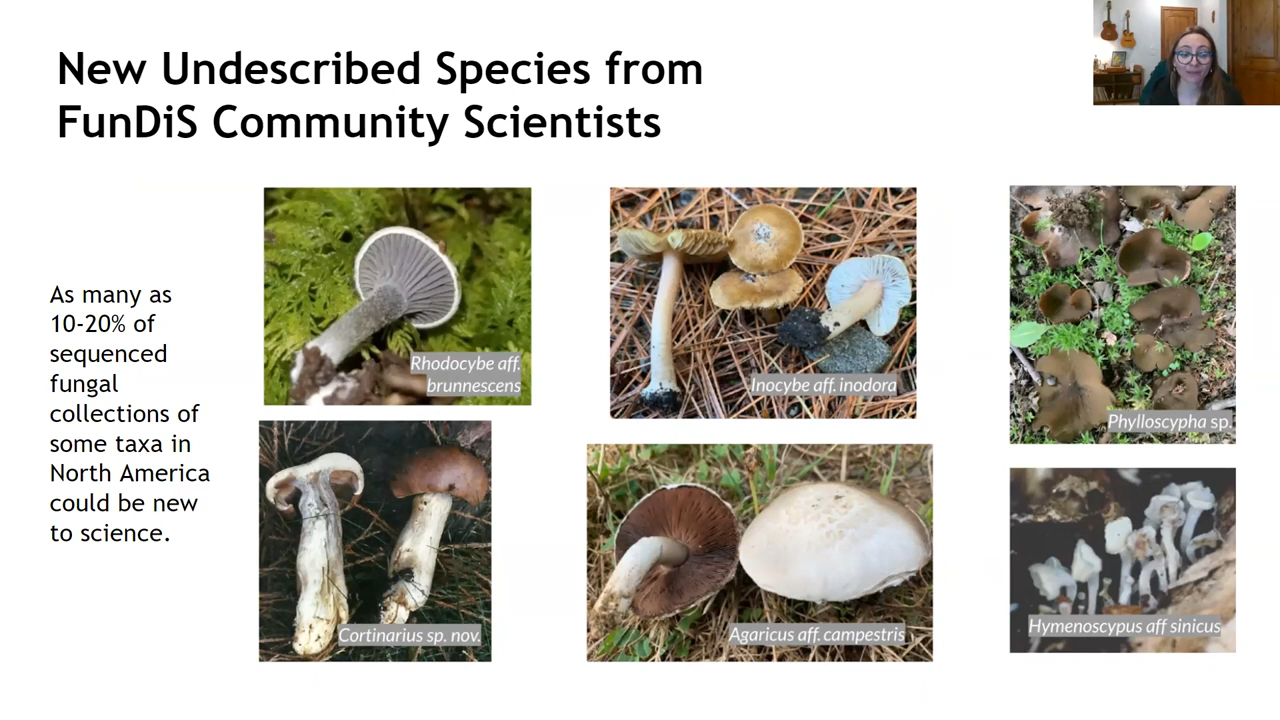 New Undescribed Species from
FunDiS Community Scientists
As many as
10-20% of
sequenced
fungal
collections of
some taxa in
North America
could be new
to science.
Rhodocybe aff.
brunnescens
Inocybe aff. inodora
Phylloscypha sp.
Cortinarius sp. nov.
Agaricus aff. campestris
Hymenoscypus aff sinicus